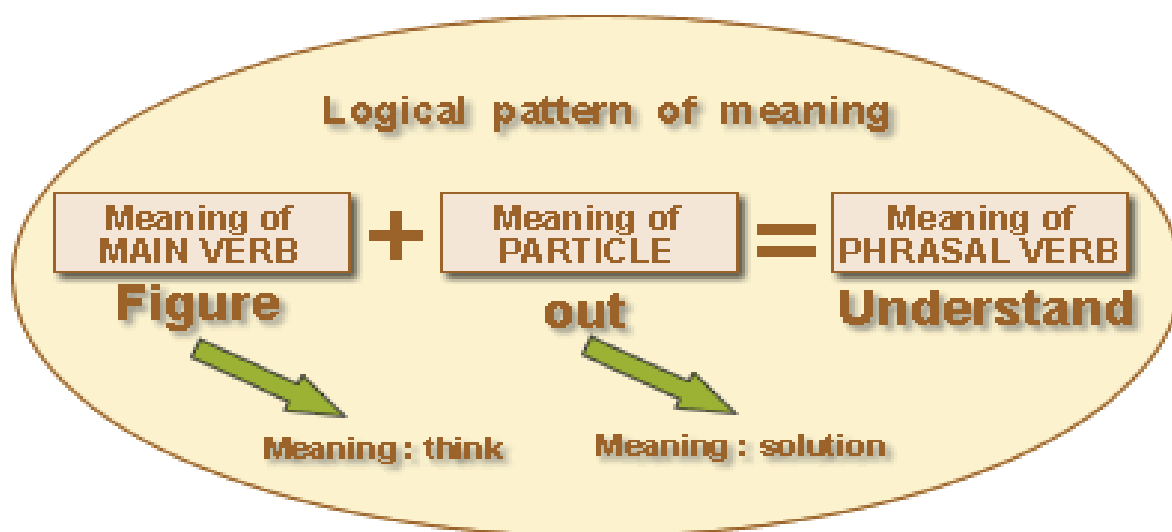 Logical pattern of meaning
Meaning of
MAIN VERB
+
Meaning of
PARTICLE
=
Meaning of
PHRASAL VERB
Figure
out
Understand
Meaning : think
Meaning : solution